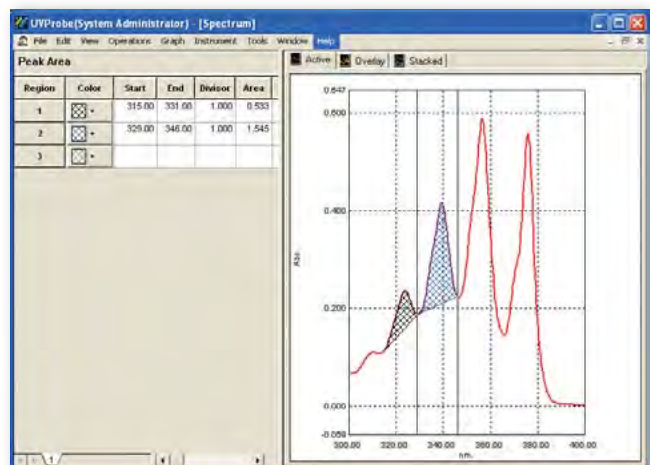 UVProbe(System Administrator) - [Spectrum]
File Edit View Operations Graph Instrument Tools Window Help
Peak Area
Active Overlay Stacked
Region Color Start End Divisor Area
1 315.00 331.00 1.000 0.533
2 329.00 346.00 1.000 1.545
3
0.647
0.600
0.400
0.200
0.000
-0.059
Abs.
300.00 320.00 340.00 360.00 380.00 400.00
nm.
1